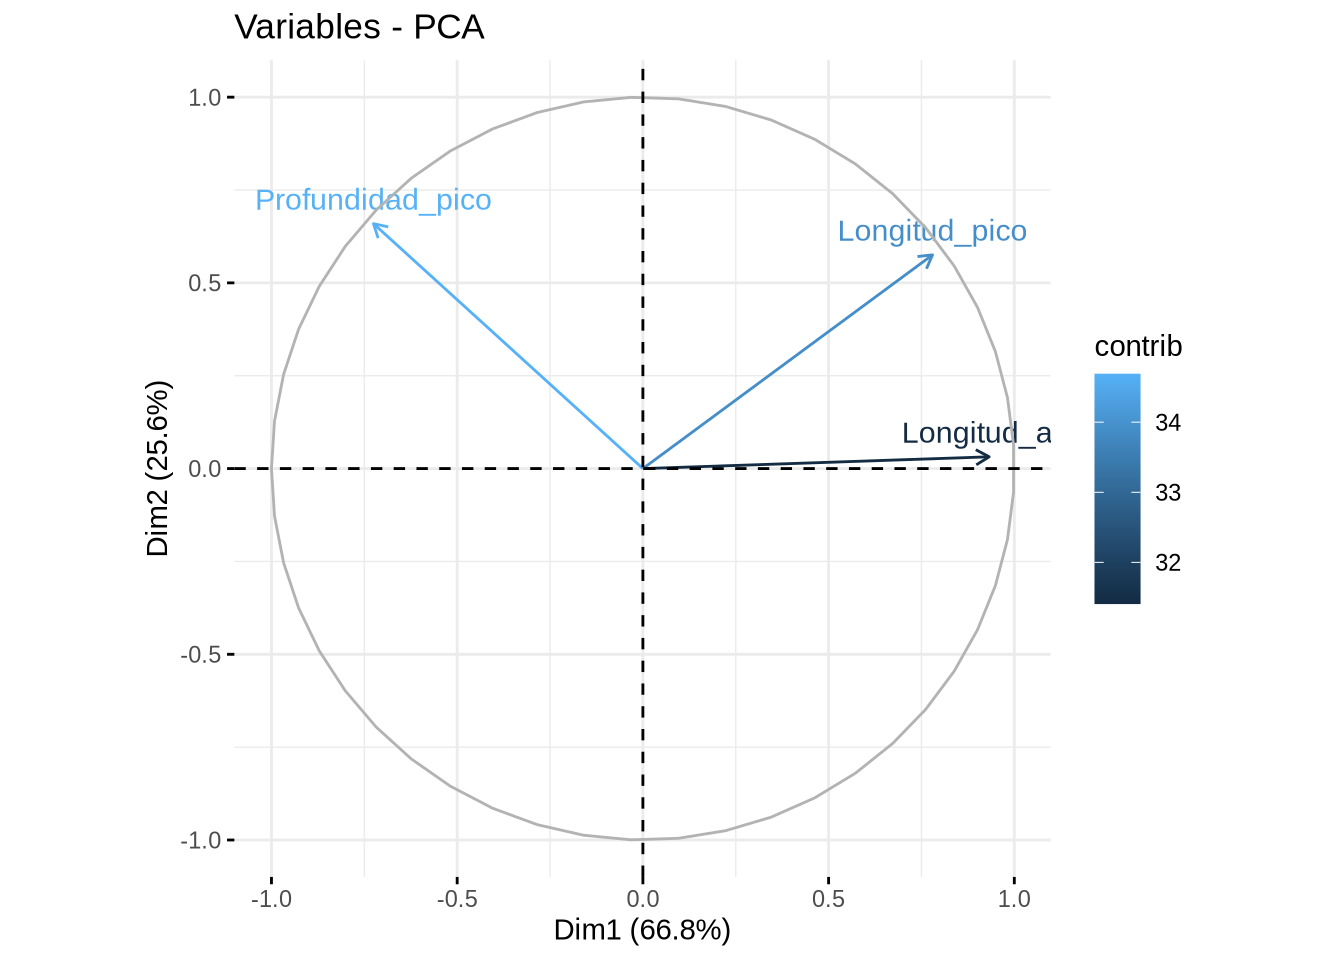 Variables - PCA
1.0
Profundidad_pico
Longitud_pico
0.5
Longitud_a
0.0
-0.5
-1.0
Dim2 (25.6%)
-1.0
-0.5
0.0
0.5
1.0
Dim1 (66.8%)
contrib
34
33
32